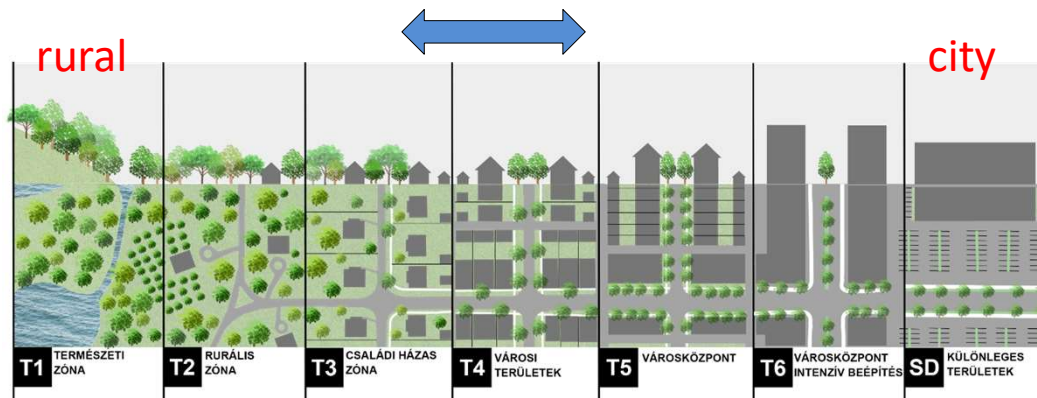 rural
city
T1 TERMÉSZETI
ZÓNA
T2 RURÁLIS
ZÓNA
T3 CSALÁDI HÁZAS
ZÓNA
T4 VÁROSI
TERÜLETEK
T5 VÁROSKÖZPONT
T6 VÁROSKÖZPONT
INTENZÍV BEÉPÍTÉS
SD KÜLÖNLEGES
TERÜLETEK